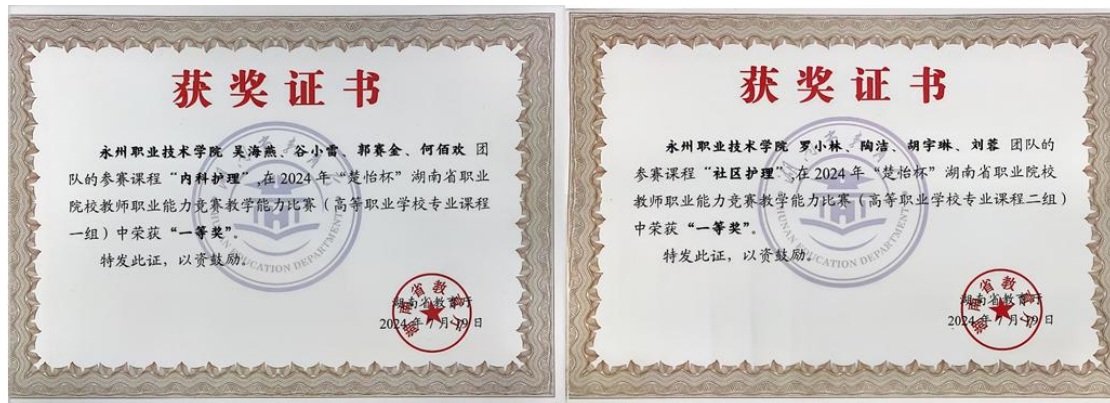 获奖证书
永州职业技术学院 吴海燕、谷小雷、郭赛金、何佰欢 团
队的参赛课程“内科护理”,在2024年“楚怡杯”湖南省职业
院校教师职业能力竞赛教学能力比赛（高等职业学校专业课程
一组）中荣获“一等奖”。
特发此证，以资鼓励。
HUNAN EDUCATION DEPARTMENT
湖南省教育厅
2024年7月19日
获奖证书
永州职业技术学院 罗小林、陶洁、胡宇琳、刘蓉 团队的
参赛课程“社区护理”,在2024年“楚怡杯”湖南省职业院校
教师职业能力竞赛教学能力比赛（高等职业学校专业课程二组）
中荣获“一等奖”。
特发此证，以资鼓励。
HUNAN EDUCATION DEPARTMENT
湖南省教育厅
2024年7月19日